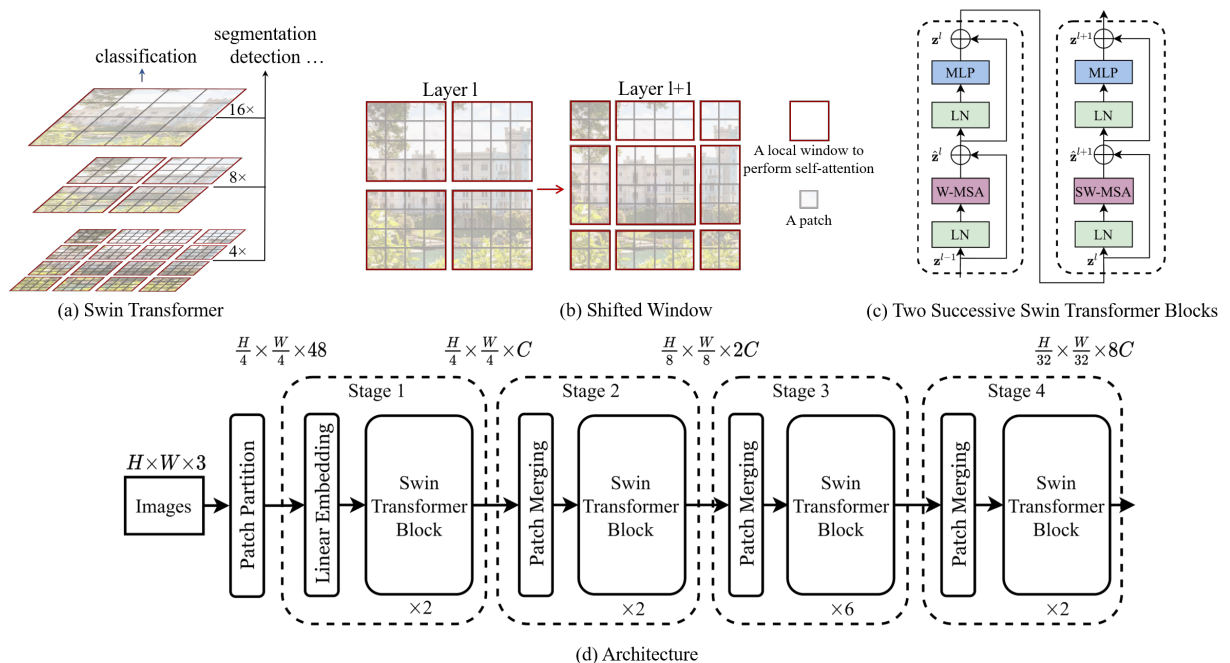 segmentation
classification
detection ...
16×
8×
4×
(a) Swin Transformer
Layer l
Layer l+1
A local window to
perform self-attention
A patch
(b) Shifted Window
z^l
MLP
LN
ẑ^l
W-MSA
LN
z^{l−1}
z^{l+1}
MLP
LN
ẑ^{l+1}
SW-MSA
LN
z^l
(c) Two Successive Swin Transformer Blocks
H/4 × W/4 × 48
H/4 × W/4 × C
H/8 × W/8 × 2C
H/32 × W/32 × 8C
H×W×3
Images
Patch Partition
Stage 1
Linear Embedding
Swin
Transformer
Block
×2
Stage 2
Patch Merging
Swin
Transformer
Block
×2
Stage 3
Patch Merging
Swin
Transformer
Block
×6
Stage 4
Patch Merging
Swin
Transformer
Block
×2
(d) Architecture